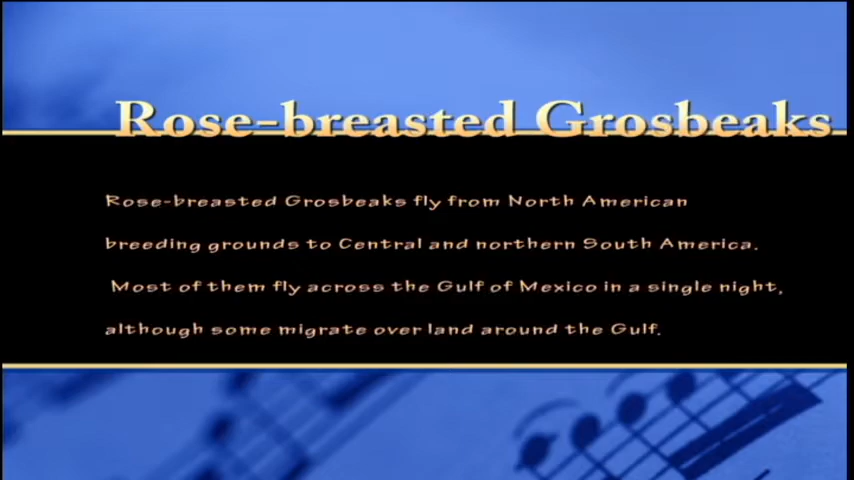 Rose-breasted Grosbeaks
Rose-breasted Grosbeaks fly from North American
breeding grounds to Central and northern South America.
Most of them fly across the Gulf of Mexico in a single night,
although some migrate over land around the Gulf.